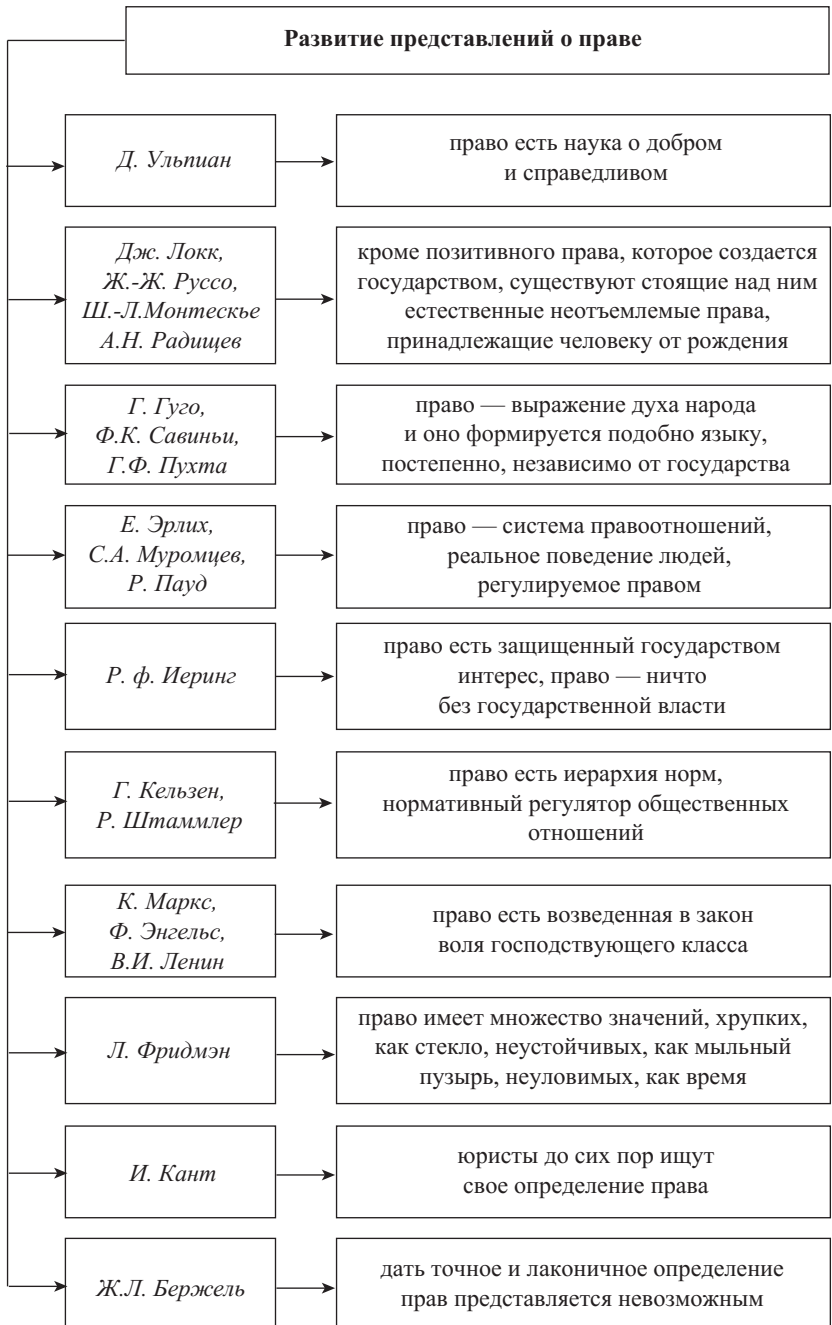 Развитие представлений о праве
Д. Ульпиан
право есть наука о добром
и справедливом
Дж. Локк,
Ж.-Ж. Руссо,
Ш.-Л.Монтескье
А.Н. Радищев
кроме позитивного права, которое создается
государством, существуют стоящие над ним
естественные неотъемлемые права,
принадлежащие человеку от рождения
Г. Гуго,
Ф.К. Савиньи,
Г.Ф. Пухта
право — выражение духа народа
и оно формируется подобно языку,
постепенно, независимо от государства
Е. Эрлих,
С.А. Муромцев,
Р. Пауд
право — система правоотношений,
реальное поведение людей,
регулируемое правом
Р. ф. Иеринг
право есть защищенный государством
интерес, право — ничто
без государственной власти
Г. Кельзен,
Р. Штаммлер
право есть иерархия норм,
нормативный регулятор общественных
отношений
К. Маркс,
Ф. Энгельс,
В.И. Ленин
право есть возведенная в закон
воля господствующего класса
Л. Фридмэн
право имеет множество значений, хрупких,
как стекло, неустойчивых, как мыльный
пузырь, неуловимых, как время
И. Кант
юристы до сих пор ищут
свое определение права
Ж.Л. Бержель
дать точное и лаконичное определение
прав представляется невозможным